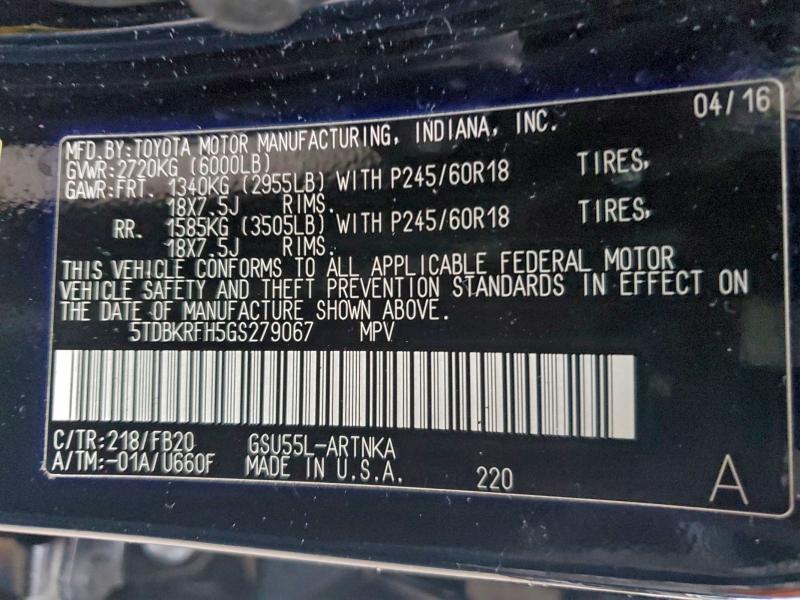 04/16
MFD. BY: TOYOTA MOTOR MANUFACTURING, INDIANA, INC.
GVWR: 2720KG (6000LB)
GAWR: FRT. 1340KG (2955LB) WITH P245/60R18 TIRES,
18X7.5J RIMS.
RR. 1585KG (3505LB) WITH P245/60R18 TIRES,
18X7.5J RIMS.
THIS VEHICLE CONFORMS TO ALL APPLICABLE FEDERAL MOTOR
VEHICLE SAFETY AND THEFT PREVENTION STANDARDS IN EFFECT ON
THE DATE OF MANUFACTURE SHOWN ABOVE.
5TDBKRFH5GS279067 MPV
C/TR: 218/FB20 GSU55L-ARTNKA
A/TM: -01A/U660F MADE IN U.S.A. 220 A